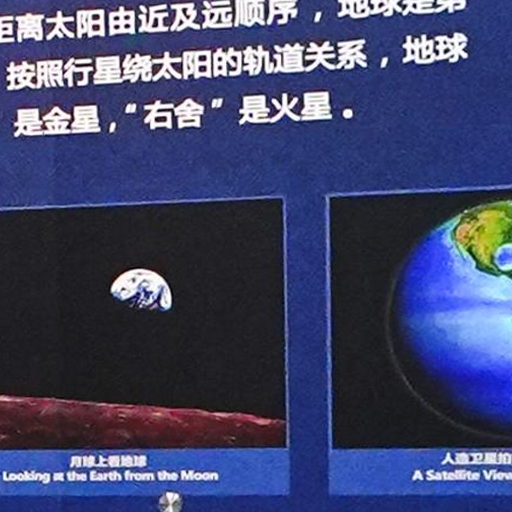 距离太阳由近及远顺序，地球是第
按照行星绕太阳的轨道关系，地球
是金星，“右舍”是火星。
月球上看地球
Looking at the Earth from the Moon
人造卫星拍
A Satellite View